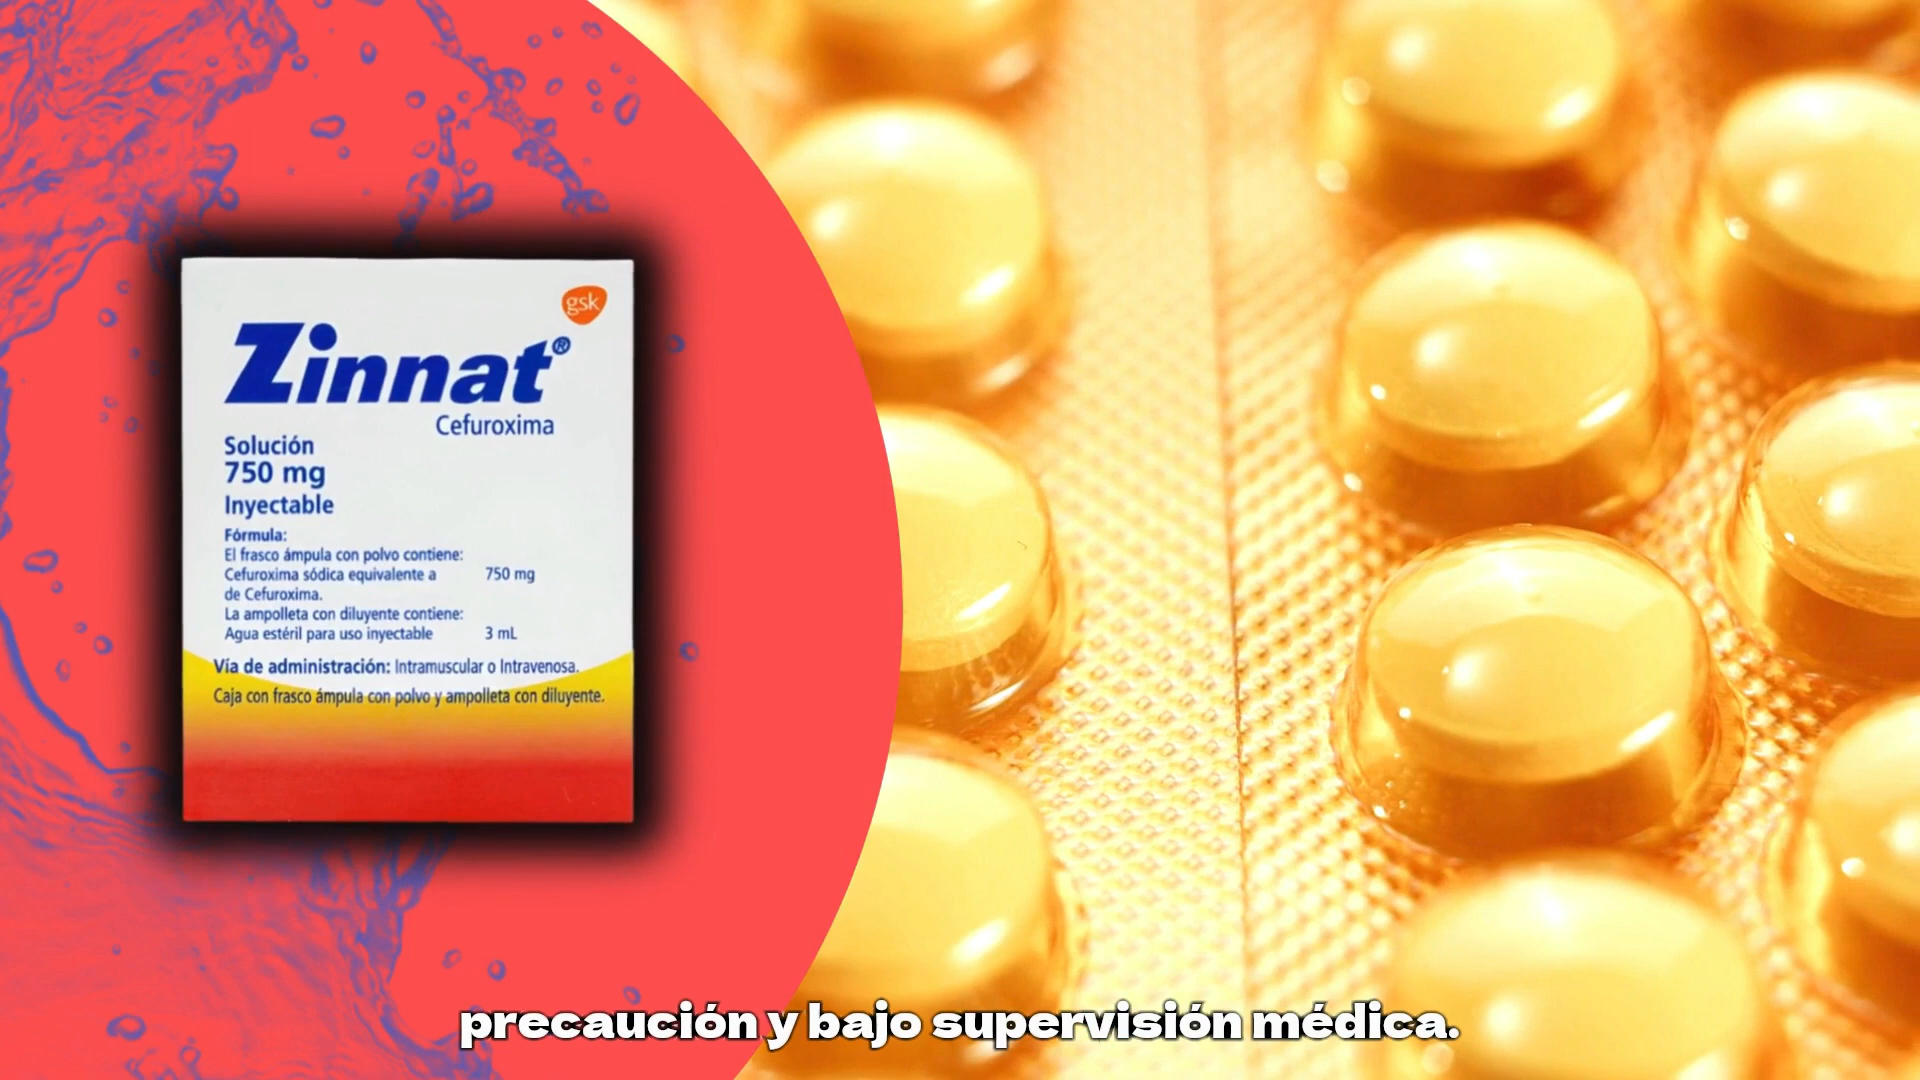 gsk
Zinnat®
Cefuroxima
Solución
750 mg
Inyectable
Fórmula:
El frasco ámpula con polvo contiene:
Cefuroxima sódica equivalente a 750 mg
de Cefuroxima.
La ampolleta con diluyente contiene:
Agua estéril para uso inyectable 3 mL
Vía de administración: Intramuscular o Intravenosa.
Caja con frasco ámpula con polvo y ampolleta con diluyente.
precaución y bajo supervisión médica.